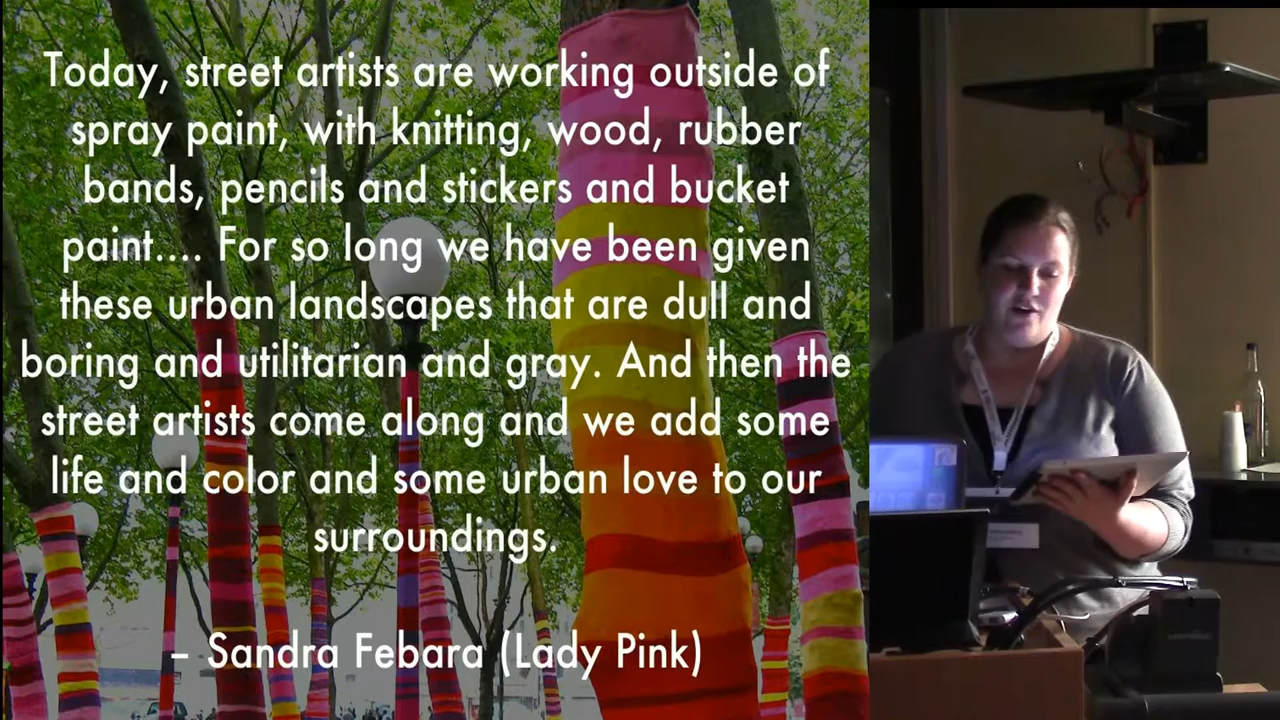 Today, street artists are working outside of
spray paint, with knitting, wood, rubber
bands, pencils and stickers and bucket
paint.... For so long we have been given
these urban landscapes that are dull and
boring and utilitarian and gray. And then the
street artists come along and we add some
life and color and some urban love to our
surroundings.
– Sandra Febara (Lady Pink)